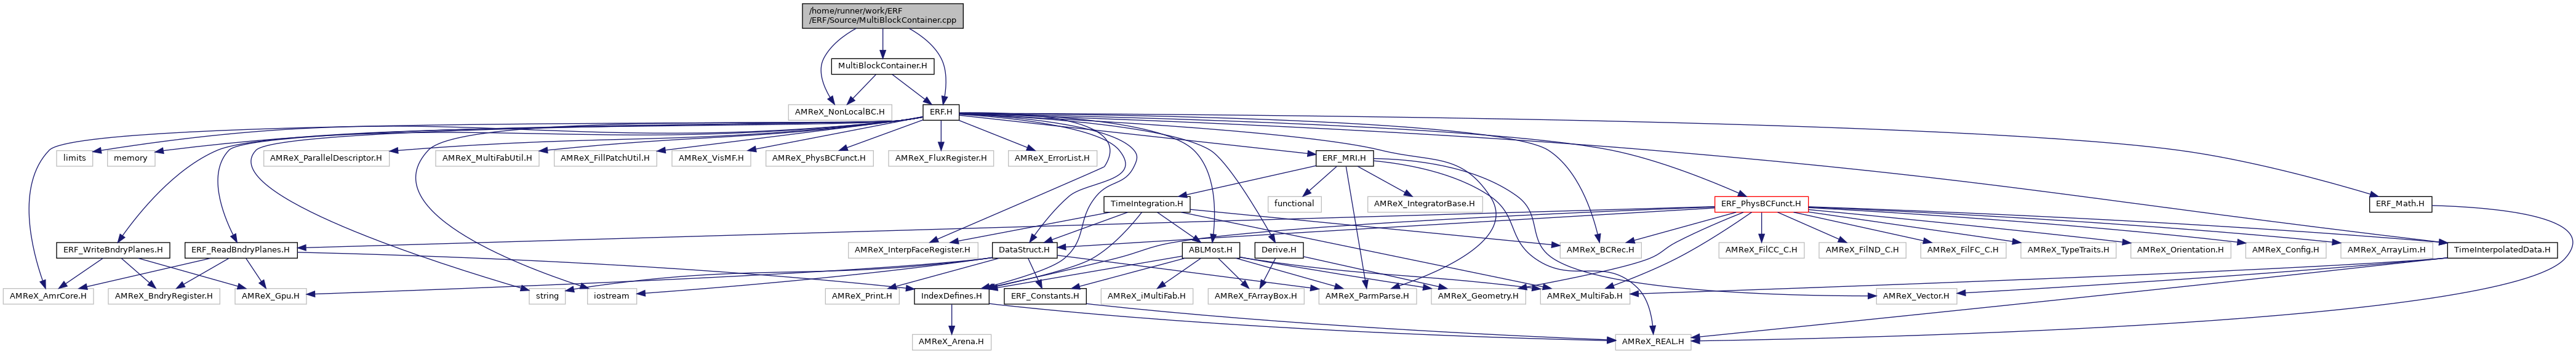 /home/runner/work/ERF
/ERF/Source/MultiBlockContainer.cpp
MultiBlockContainer.H
AMReX_NonLocalBC.H
ERF.H
limits
memory
AMReX_ParallelDescriptor.H
AMReX_MultiFabUtil.H
AMReX_FillPatchUtil.H
AMReX_VisMF.H
AMReX_PhysBCFunct.H
AMReX_FluxRegister.H
AMReX_ErrorList.H
ERF_MRI.H
TimeIntegration.H
functional
AMReX_IntegratorBase.H
ERF_PhysBCFunct.H
ERF_Math.H
ERF_WriteBndryPlanes.H
ERF_ReadBndryPlanes.H
AMReX_InterpFaceRegister.H
DataStruct.H
ABLMost.H
Derive.H
AMReX_BCRec.H
AMReX_FilCC_C.H
AMReX_FilND_C.H
AMReX_FilFC_C.H
AMReX_TypeTraits.H
AMReX_Orientation.H
AMReX_Config.H
AMReX_ArrayLim.H
TimeInterpolatedData.H
AMReX_AmrCore.H
AMReX_BndryRegister.H
AMReX_Gpu.H
string
iostream
AMReX_Print.H
IndexDefines.H
ERF_Constants.H
AMReX_iMultiFab.H
AMReX_FArrayBox.H
AMReX_ParmParse.H
AMReX_Geometry.H
AMReX_MultiFab.H
AMReX_Vector.H
AMReX_Arena.H
AMReX_REAL.H